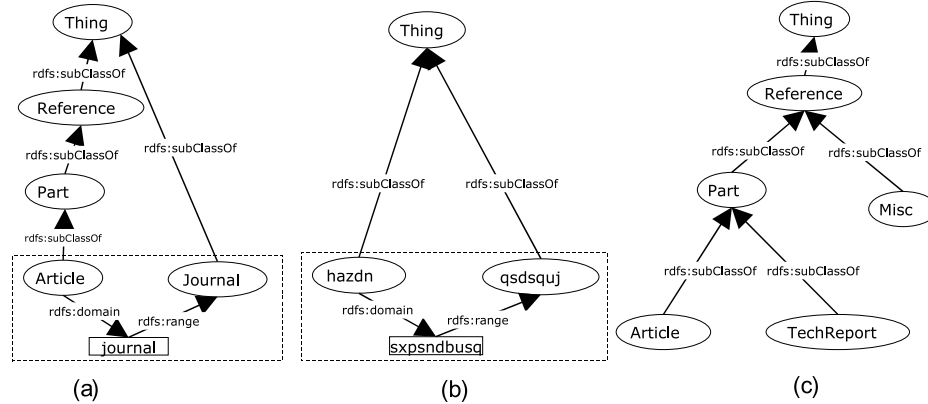 Thing
rdfs:subClassOf
Reference
rdfs:subClassOf
rdfs:subClassOf
Part
rdfs:subClassOf
Article
Journal
rdfs:domain
rdfs:range
journal
(a)
Thing
rdfs:subClassOf
rdfs:subClassOf
hazdn
qsdsquj
rdfs:domain
rdfs:range
sxpsndbusq
(b)
Thing
rdfs:subClassOf
Reference
rdfs:subClassOf
rdfs:subClassOf
Part
Misc
rdfs:subClassOf
rdfs:subClassOf
Article
TechReport
(c)